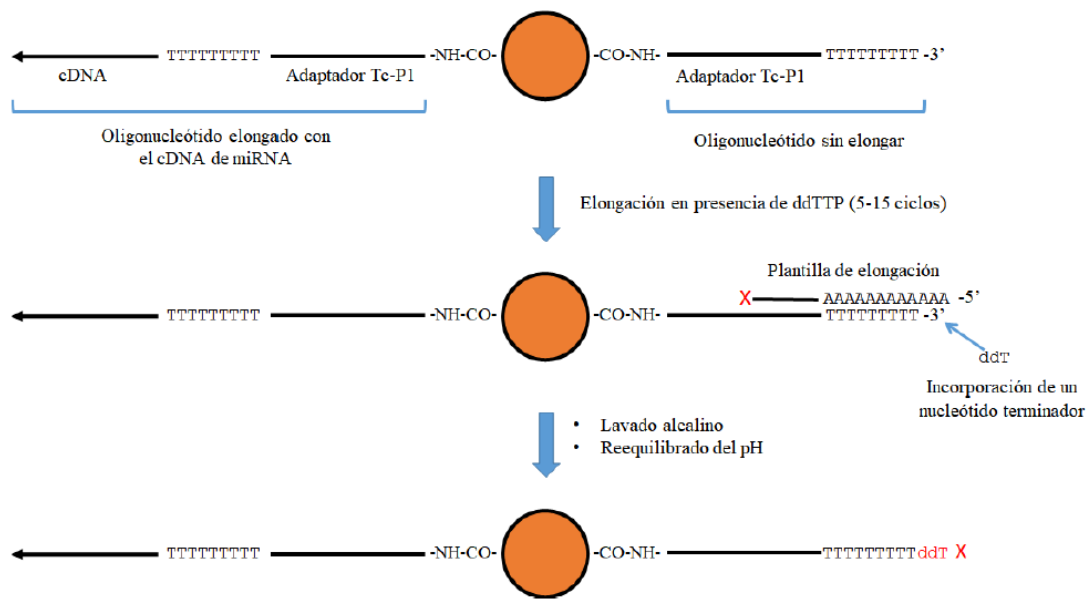 TTTTTTTTT -NH-CO- -CO-NH- TTTTTTTTT -3’
cDNA Adaptador Tc-P1 Adaptador Tc-P1
Oligonucleótido elongado con
el cDNA de miRNA
Oligonucleótido sin elongar
Elongación en presencia de ddTTP (5-15 ciclos)
Plantilla de elongación
X AAAAAAAAAAAA -5’
TTTTTTTTT -NH-CO- -CO-NH- TTTTTTTTT -3’
ddT
Incorporación de un
nucleótido terminador
• Lavado alcalino
• Reequilibrado del pH
TTTTTTTTT -NH-CO- -CO-NH- TTTTTTTTTddT X